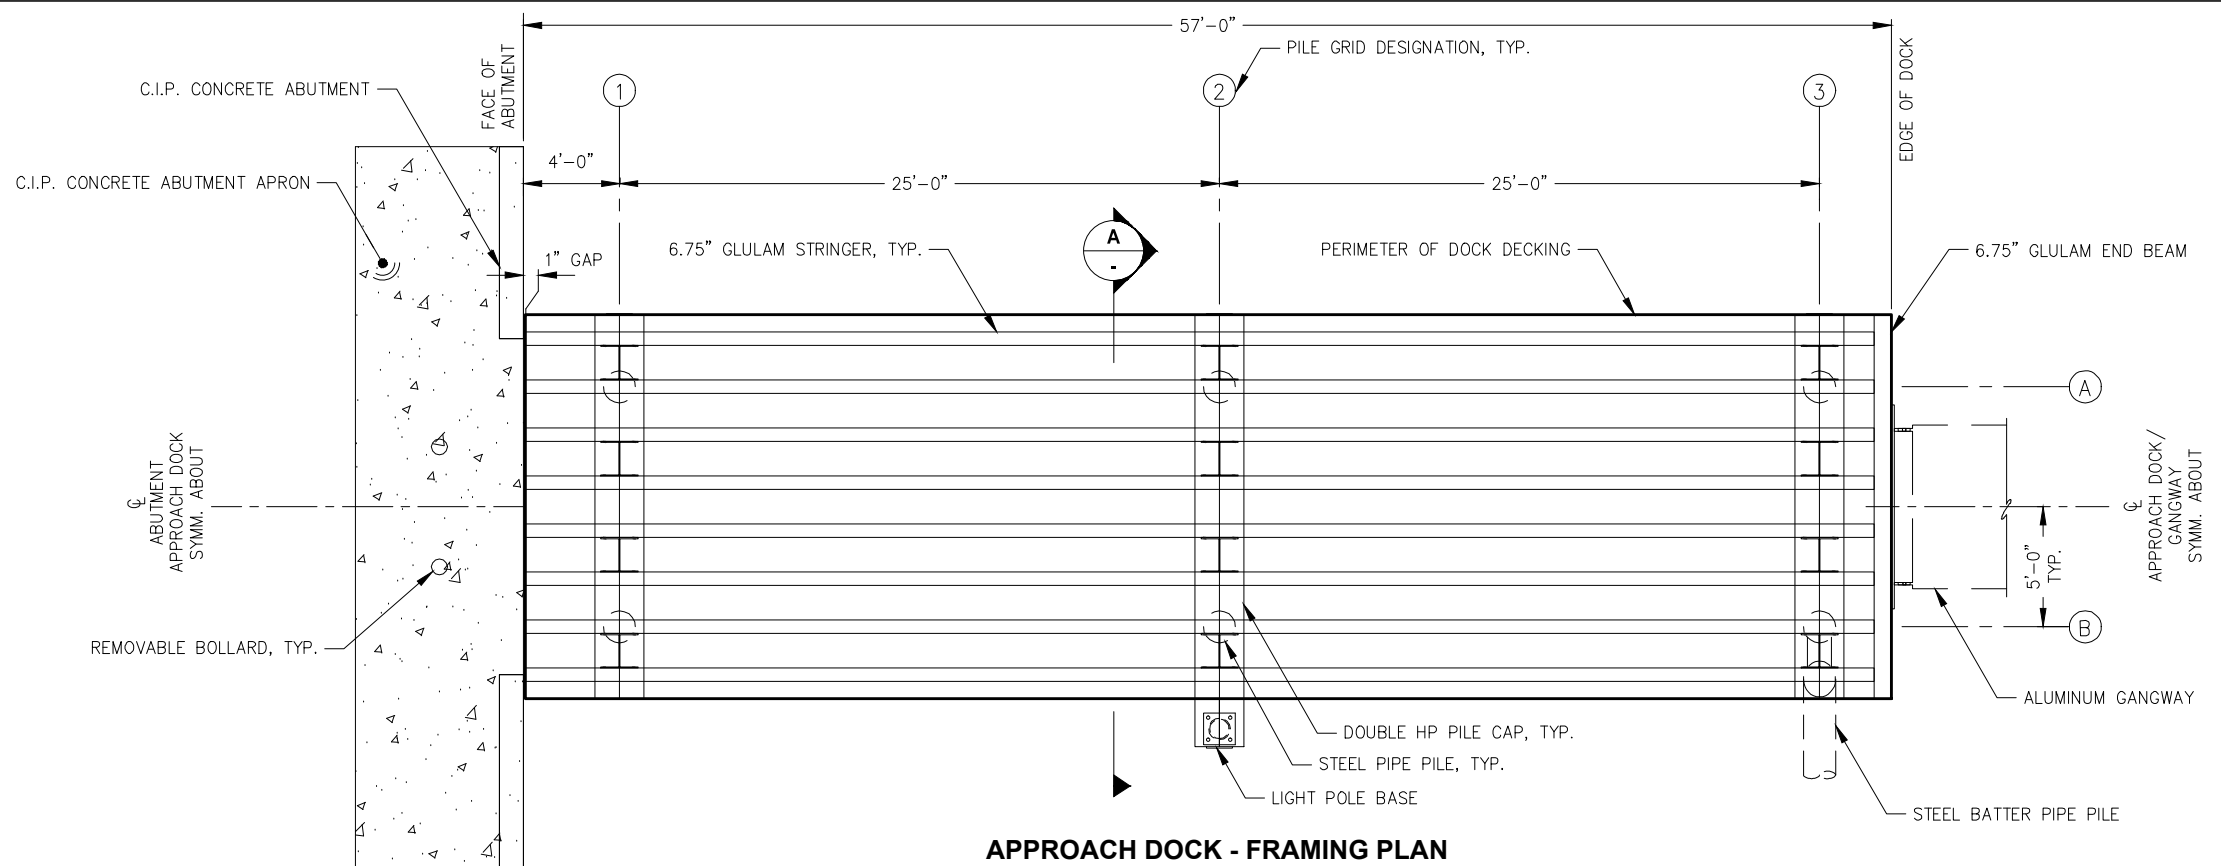 57'-0"
PILE GRID DESIGNATION, TYP.
FACE OF
ABUTMENT
EDGE OF DOCK
C.I.P. CONCRETE ABUTMENT
1
2
3
4'-0"
25'-0"
25'-0"
C.I.P. CONCRETE ABUTMENT APRON
1" GAP
6.75" GLULAM STRINGER, TYP.
A
-
PERIMETER OF DOCK DECKING
6.75" GLULAM END BEAM
A
℄
ABUTMENT
APPROACH DOCK
SYMM. ABOUT
℄
APPROACH DOCK/
GANGWAY
SYMM. ABOUT
5'-0"
TYP.
B
REMOVABLE BOLLARD, TYP.
ALUMINUM GANGWAY
DOUBLE HP PILE CAP, TYP.
STEEL PIPE PILE, TYP.
LIGHT POLE BASE
STEEL BATTER PIPE PILE
APPROACH DOCK - FRAMING PLAN